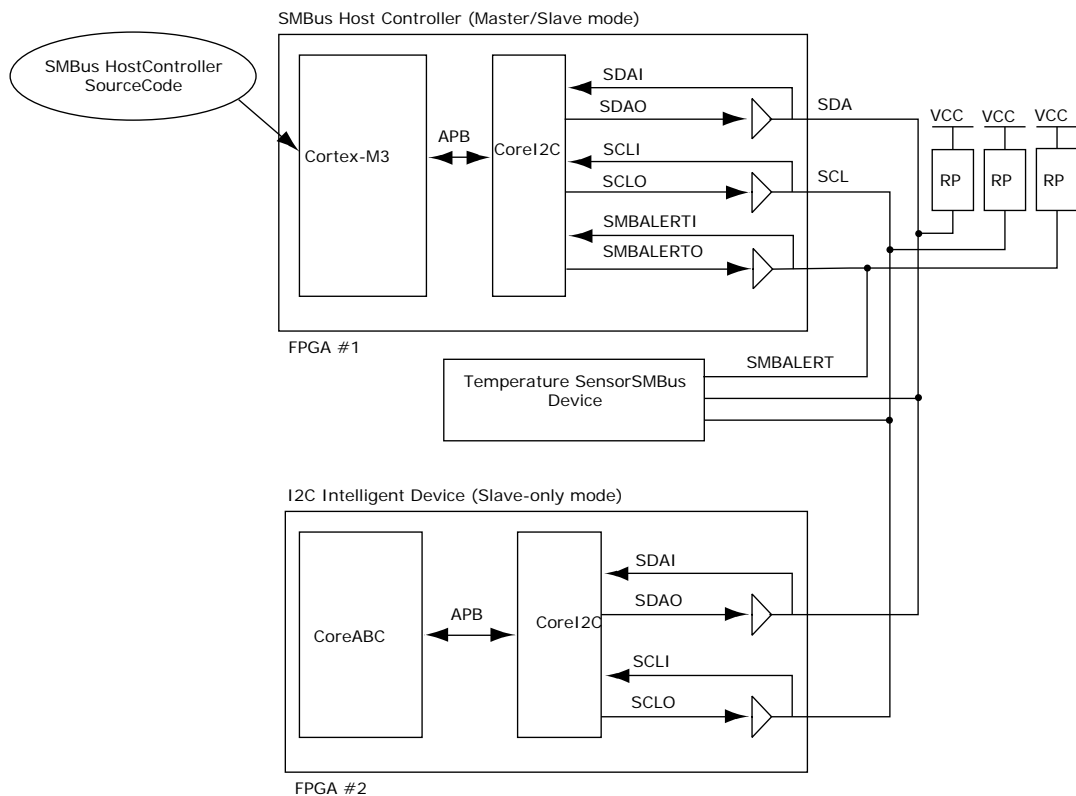 SMBus Host Controller (Master/Slave mode)
SMBus HostController
SourceCode
Cortex-M3
APB
CoreI2C
SDAI
SDAO
SCLI
SCLO
SMBALERTI
SMBALERTO
SDA
SCL
VCC
VCC
VCC
RP
RP
RP
FPGA #1
Temperature SensorSMBus
Device
SMBALERT
I2C Intelligent Device (Slave-only mode)
CoreABC
APB
CoreI2C
SDAI
SDAO
SCLI
SCLO
FPGA #2